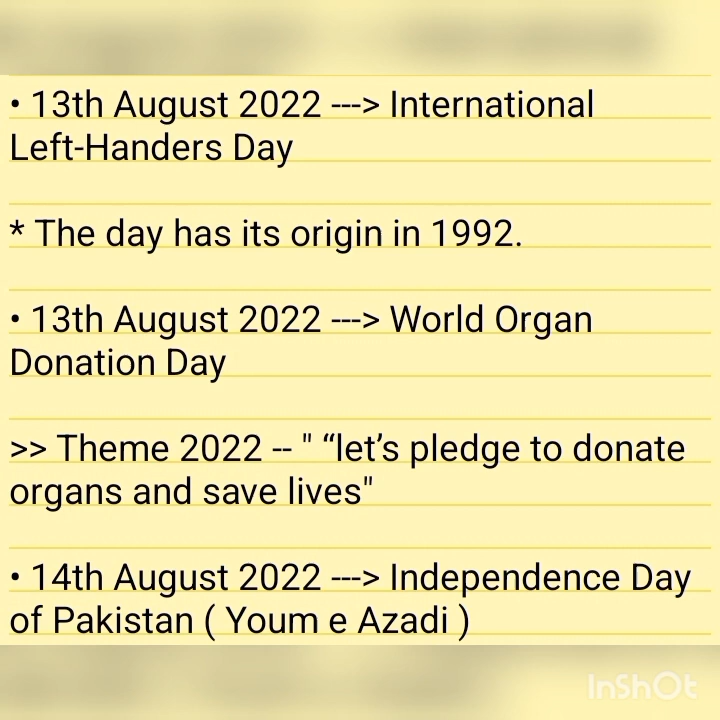 • 13th August 2022 ---> International
Left-Handers Day
* The day has its origin in 1992.
• 13th August 2022 ---> World Organ
Donation Day
>> Theme 2022 -- " “let’s pledge to donate
organs and save lives"
• 14th August 2022 ---> Independence Day
of Pakistan ( Youm e Azadi )
InShOt